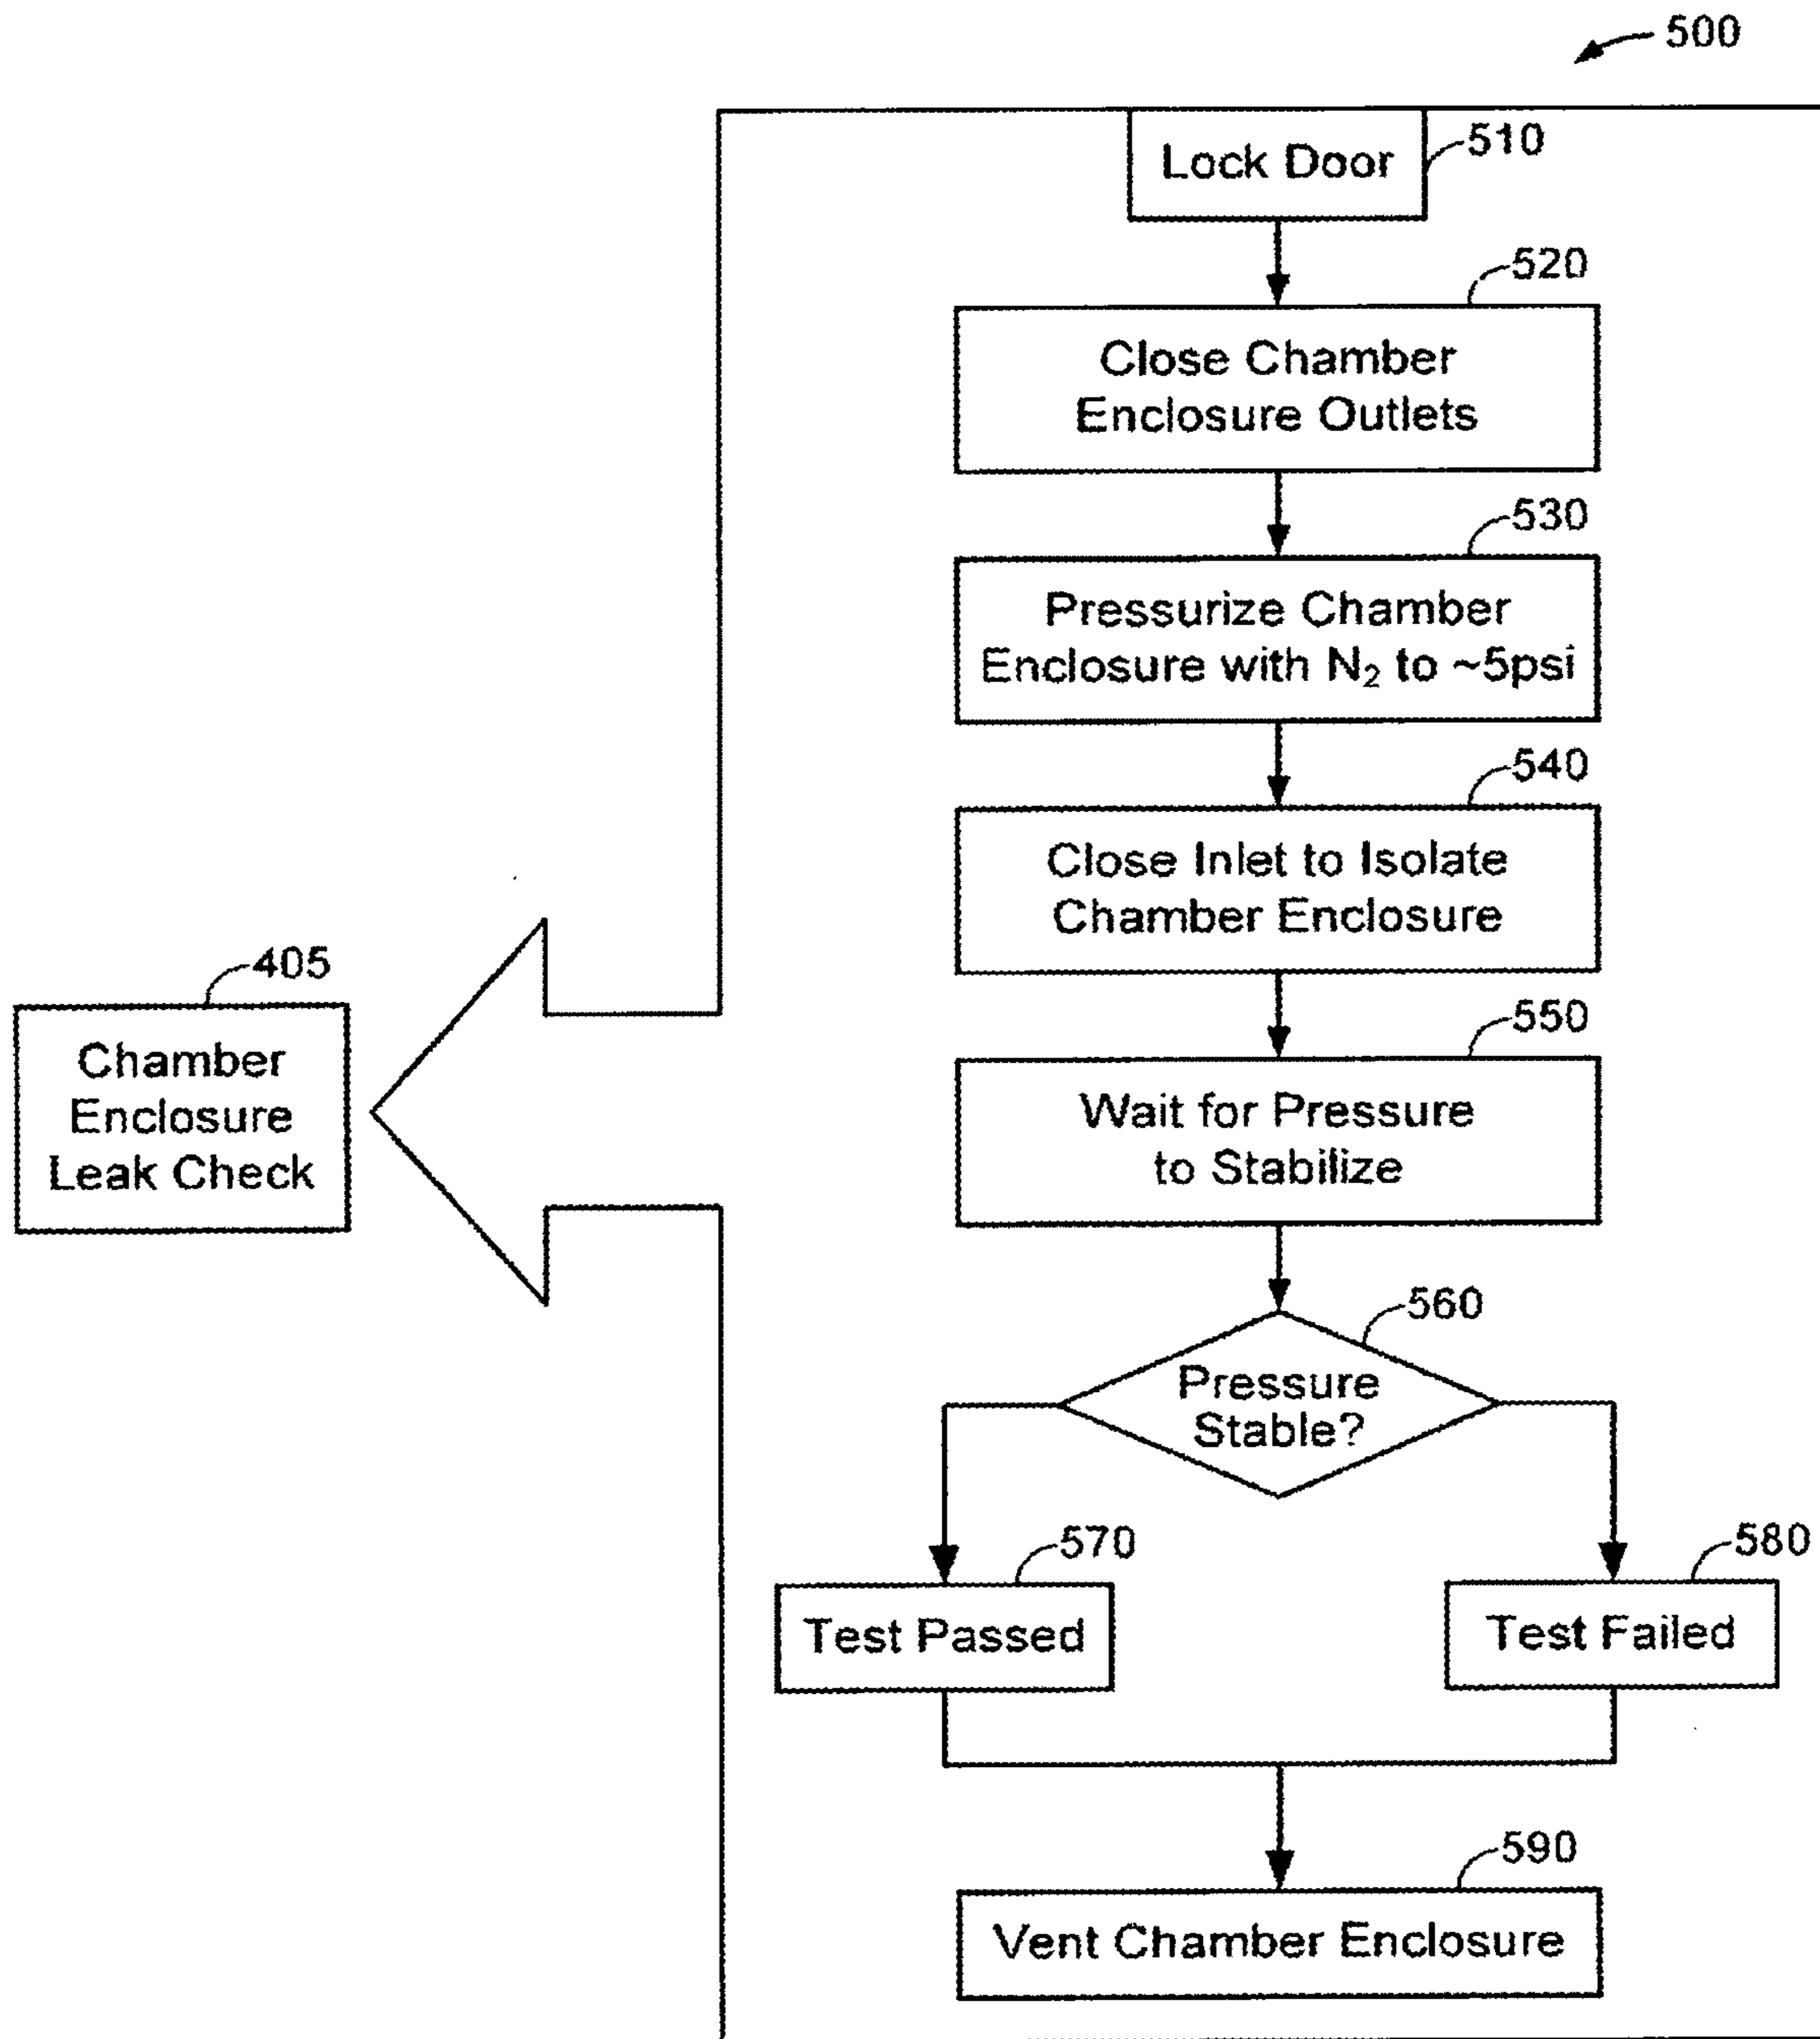 500
510
Lock Door
520
Close Chamber
Enclosure Outlets
530
Pressurize Chamber
Enclosure with N₂ to ~5psi
540
Close Inlet to Isolate
Chamber Enclosure
405
Chamber
Enclosure
Leak Check
550
Wait for Pressure
to Stabilize
560
Pressure
Stable?
570
Test Passed
580
Test Failed
590
Vent Chamber Enclosure